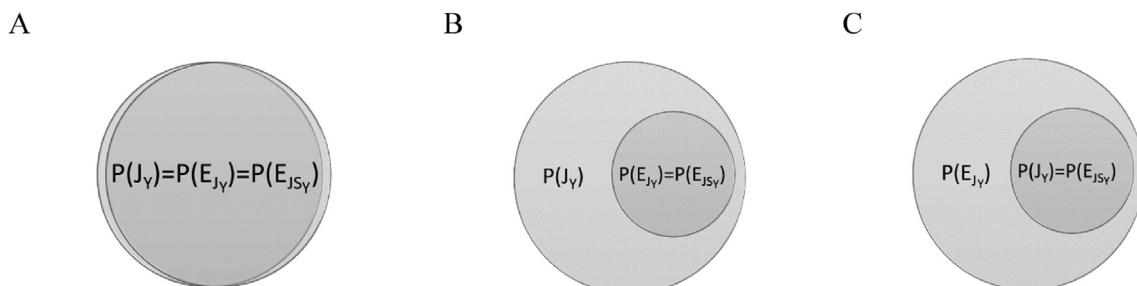 A
B
C
P(J_Y)=P(E_{J_Y})=P(E_{JS_Y})
P(J_Y)
P(E_{J_Y})=P(E_{JS_Y})
P(E_{J_Y})
P(J_Y)=P(E_{JS_Y})